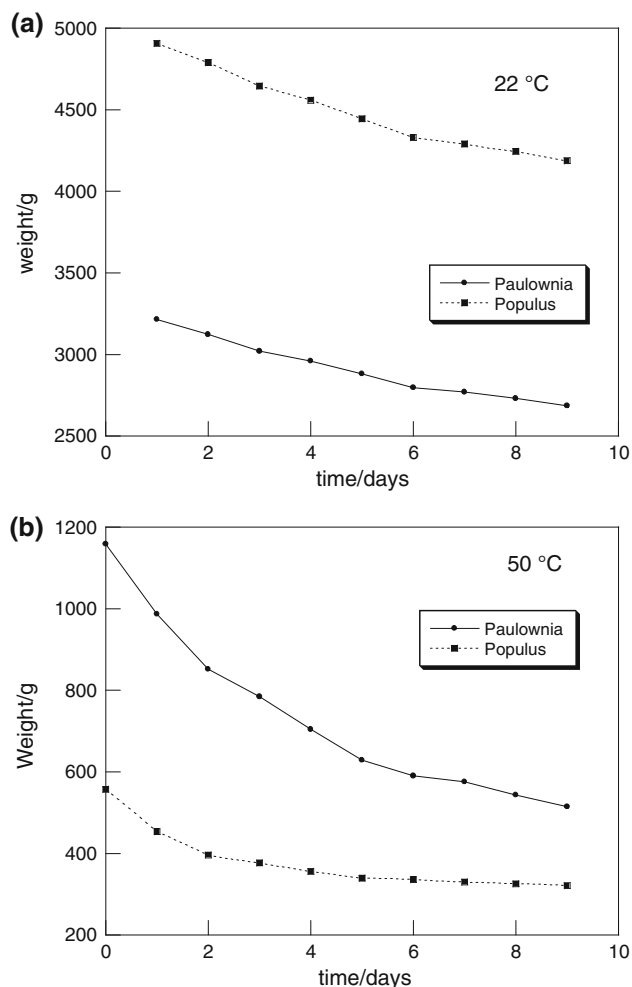 (a)
5000
4500
4000
3500
3000
2500
weight/g
22 °C
Paulownia
Populus
0 2 4 6 8 10
time/days
(b)
1200
1000
800
600
400
200
Weight/g
50 °C
Paulownia
Populus
0 2 4 6 8 10
time/days